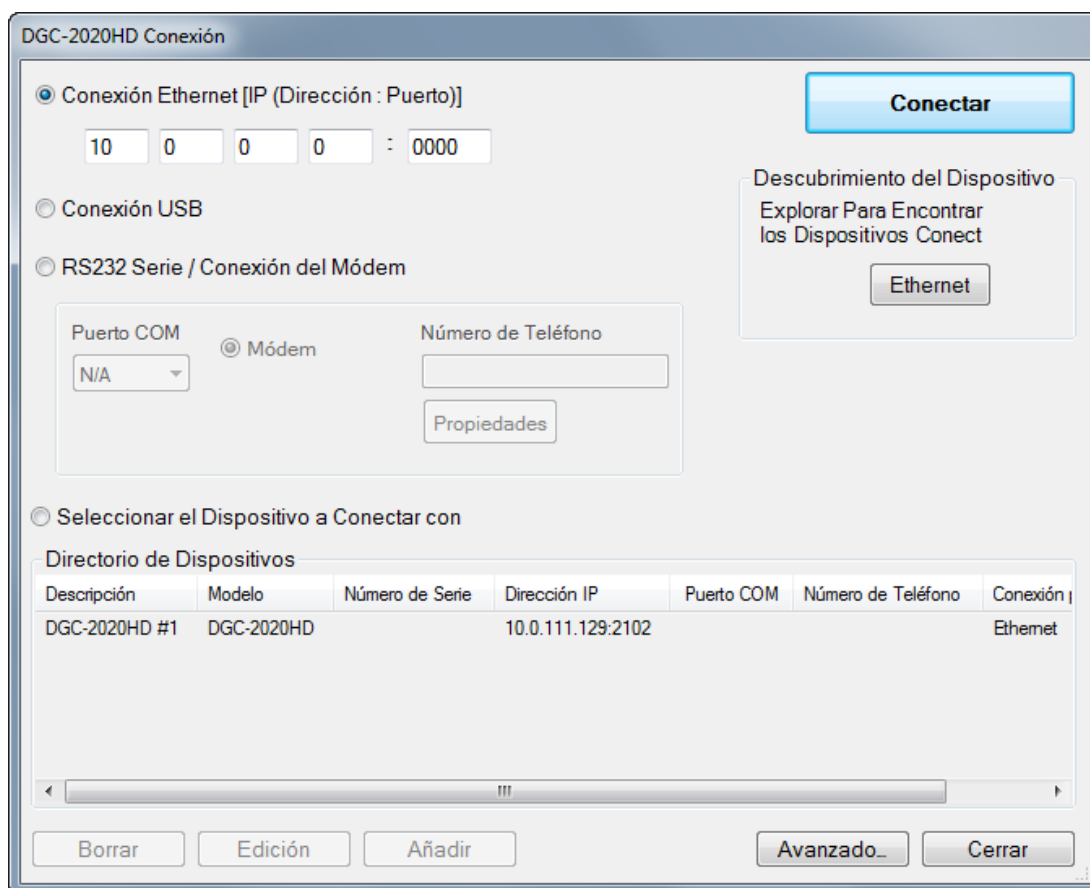 DGC-2020HD Conexión
Conexión Ethernet [IP (Dirección : Puerto)]
Conectar
10 0 0 0 : 0000
Descubrimiento del Dispositivo
Explorar Para Encontrar
los Dispositivos Conect
Ethernet
Conexión USB
RS232 Serie / Conexión del Módem
Puerto COM
Módem
Número de Teléfono
N/A
Propiedades
Seleccionar el Dispositivo a Conectar con
Directorio de Dispositivos
Descripción Modelo Número de Serie Dirección IP Puerto COM Número de Teléfono Conexión
DGC-2020HD #1 DGC-2020HD 10.0.111.129:2102 Ethernet
Borrar Edición Añadir Avanzado... Cerrar